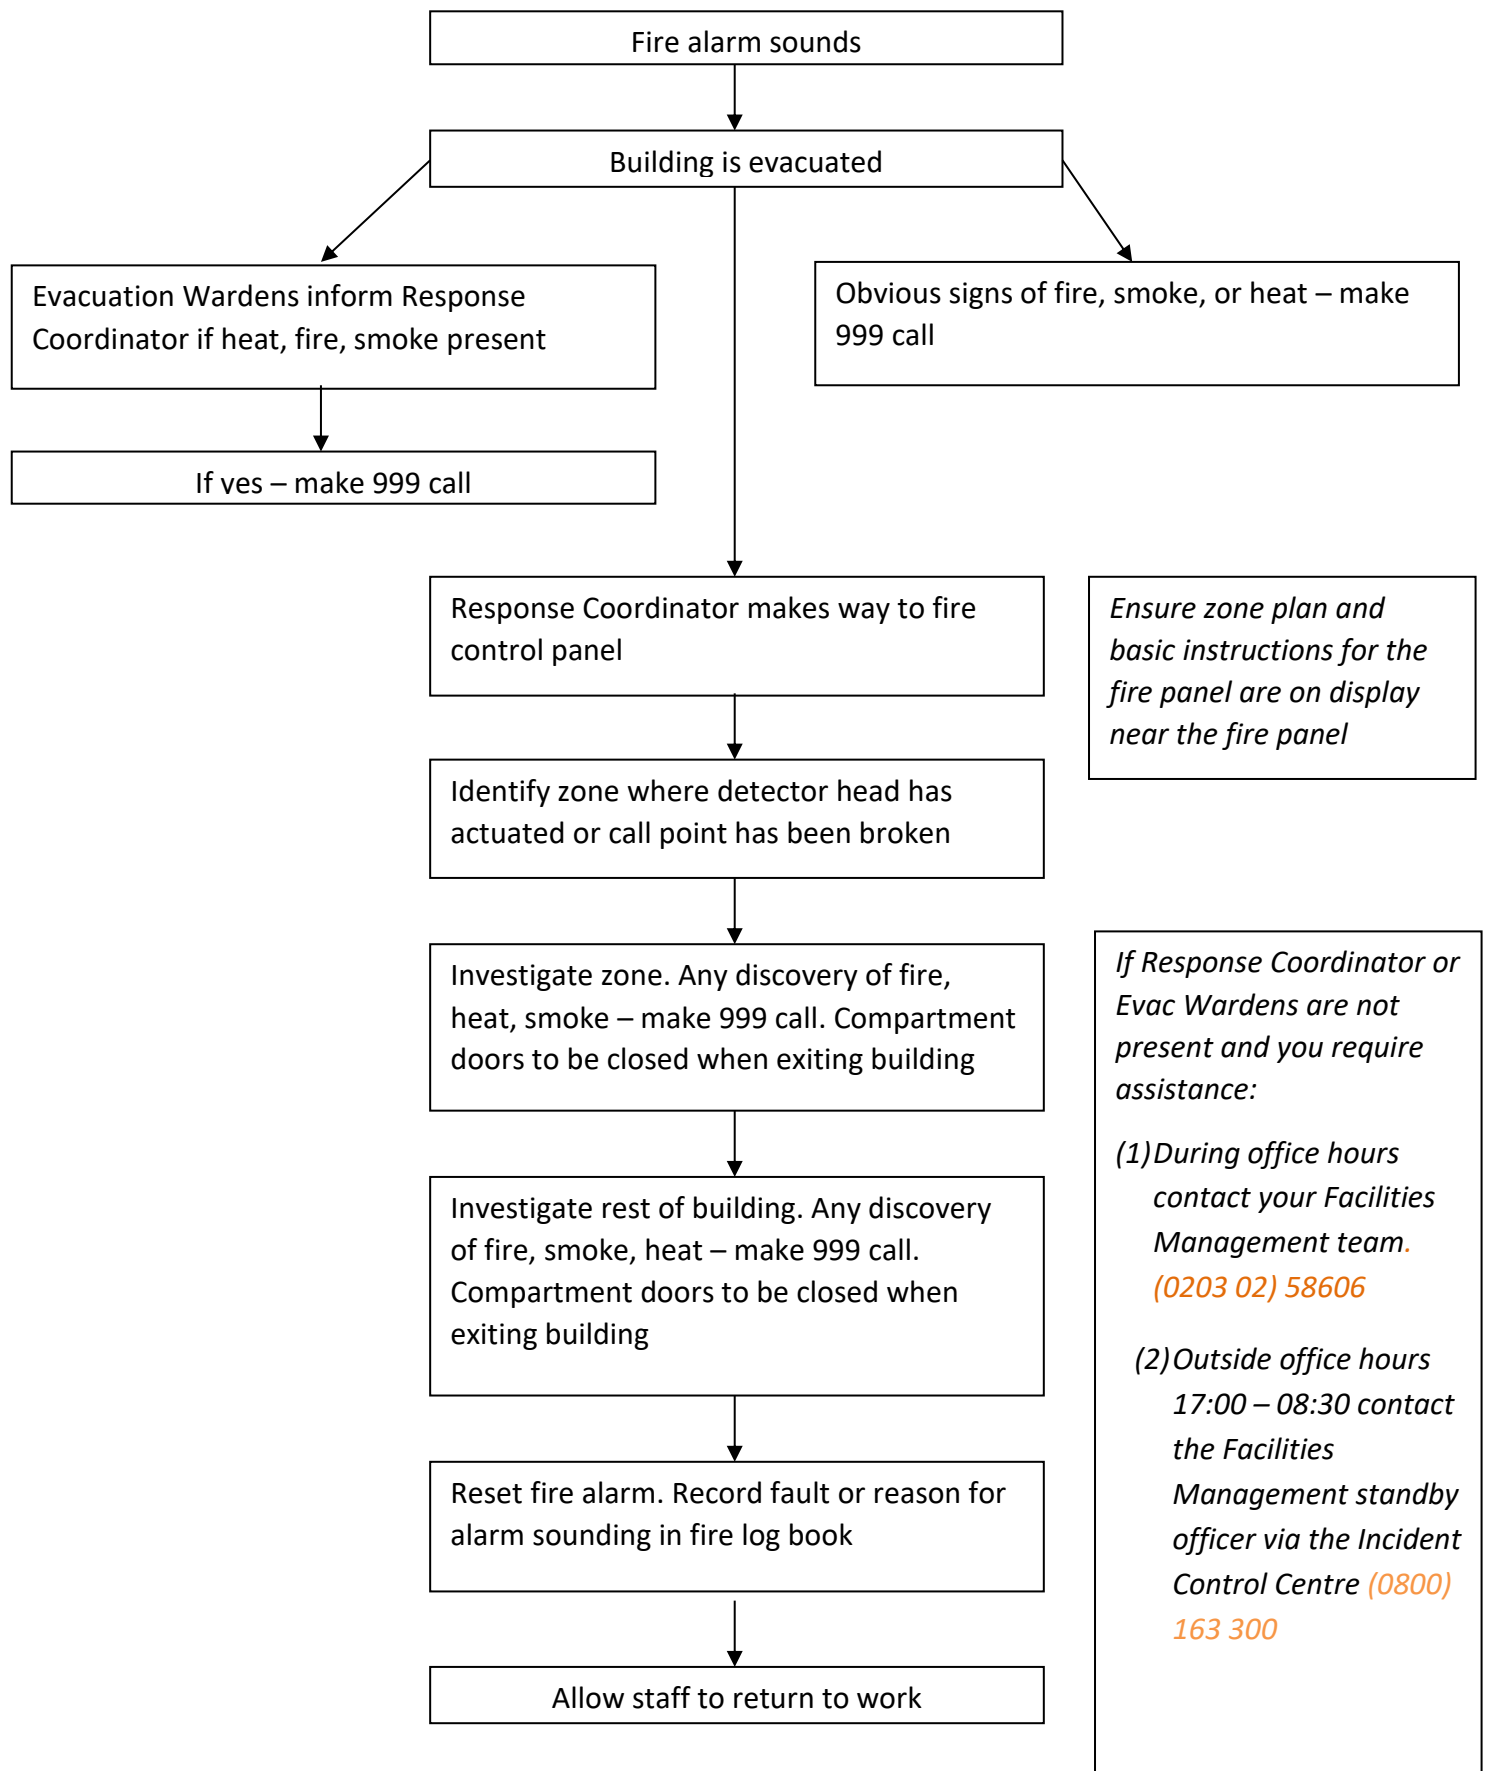 Fire alarm sounds
Building is evacuated
Evacuation Wardens inform Response
Coordinator if heat, fire, smoke present
Obvious signs of fire, smoke, or heat – make
999 call
If yes – make 999 call
Response Coordinator makes way to fire
control panel
Ensure zone plan and
basic instructions for the
fire panel are on display
near the fire panel
Identify zone where detector head has
actuated or call point has been broken
Investigate zone. Any discovery of fire,
heat, smoke – make 999 call. Compartment
doors to be closed when exiting building
Investigate rest of building. Any discovery
of fire, smoke, heat – make 999 call.
Compartment doors to be closed when
exiting building
Reset fire alarm. Record fault or reason for
alarm sounding in fire log book
Allow staff to return to work
If Response Coordinator or
Evac Wardens are not
present and you require
assistance:
(1) During office hours
contact your Facilities
Management team.
(0203 02) 58606
(2) Outside office hours
17:00 – 08:30 contact
the Facilities
Management standby
officer via the Incident
Control Centre (0800)
163 300